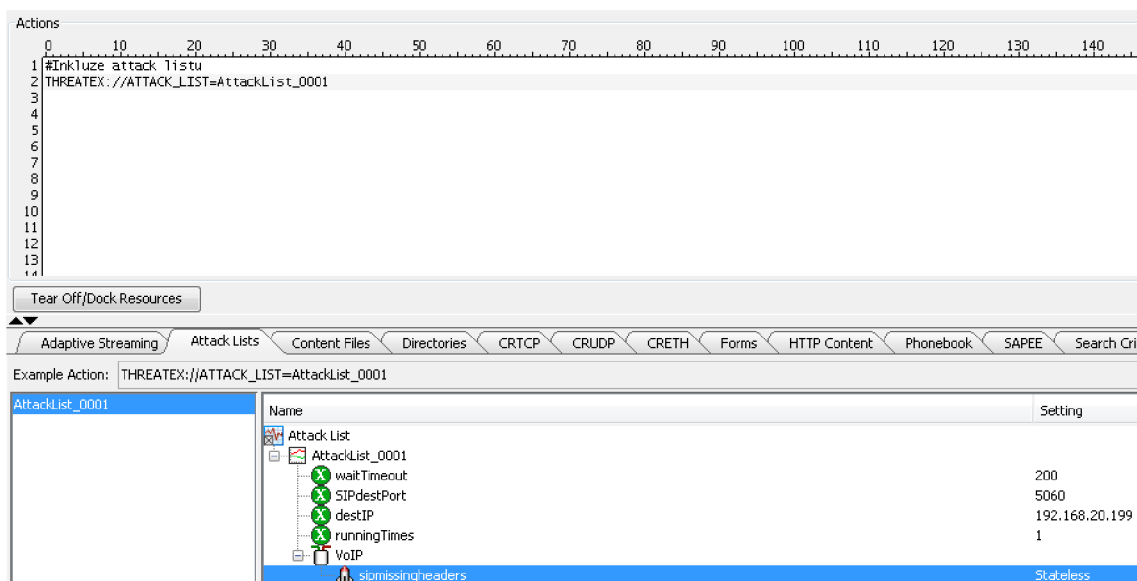 Actions
0 10 20 30 40 50 60 70 80 90 100 110 120 130 140
1 #Inkluze attack listu
2 THREATEX://ATTACK_LIST=AttackList_0001
3
4
5
6
7
8
9
10
11
12
13
14
Tear Off/Dock Resources
Adaptive Streaming Attack Lists Content Files Directories CRTCP CRUDP CRETH Forms HTTP Content Phonebook SAPEE Search Cri
Example Action: THREATEX://ATTACK_LIST=AttackList_0001
AttackList_0001
Name Setting
Attack List
AttackList_0001
waitTimeout 200
SIPdestPort 5060
destIP 192.168.20.199
runningTimes 1
VoIP
sipmissingheaders Stateless